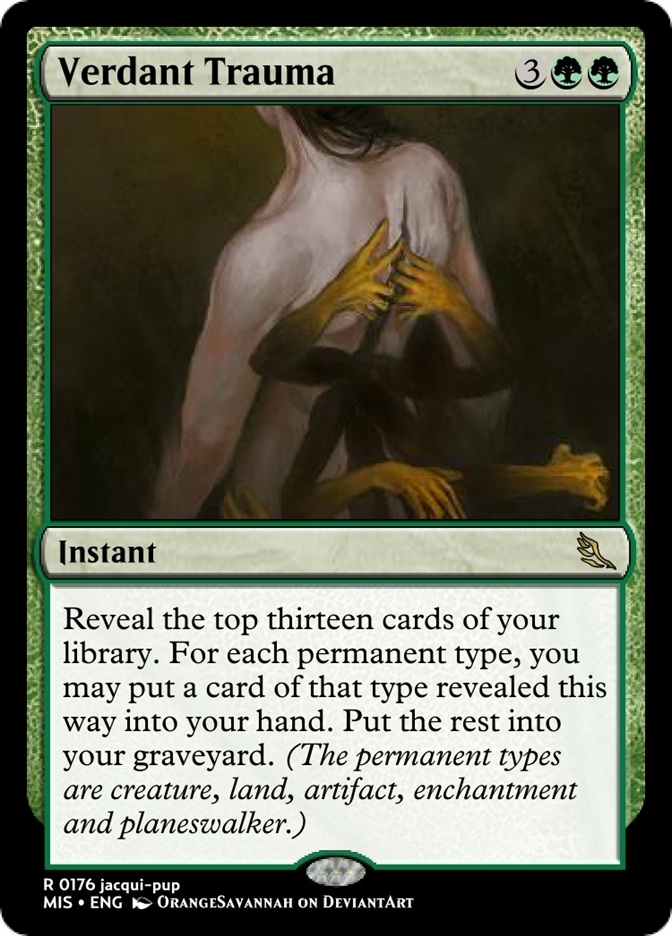 Verdant Trauma 3
Instant
Reveal the top thirteen cards of your
library. For each permanent type, you
may put a card of that type revealed this
way into your hand. Put the rest into
your graveyard. (The permanent types
are creature, land, artifact, enchantment
and planeswalker.)
R 0176 jacqui-pup
MIS • ENG OrangeSavannah on DeviantArt